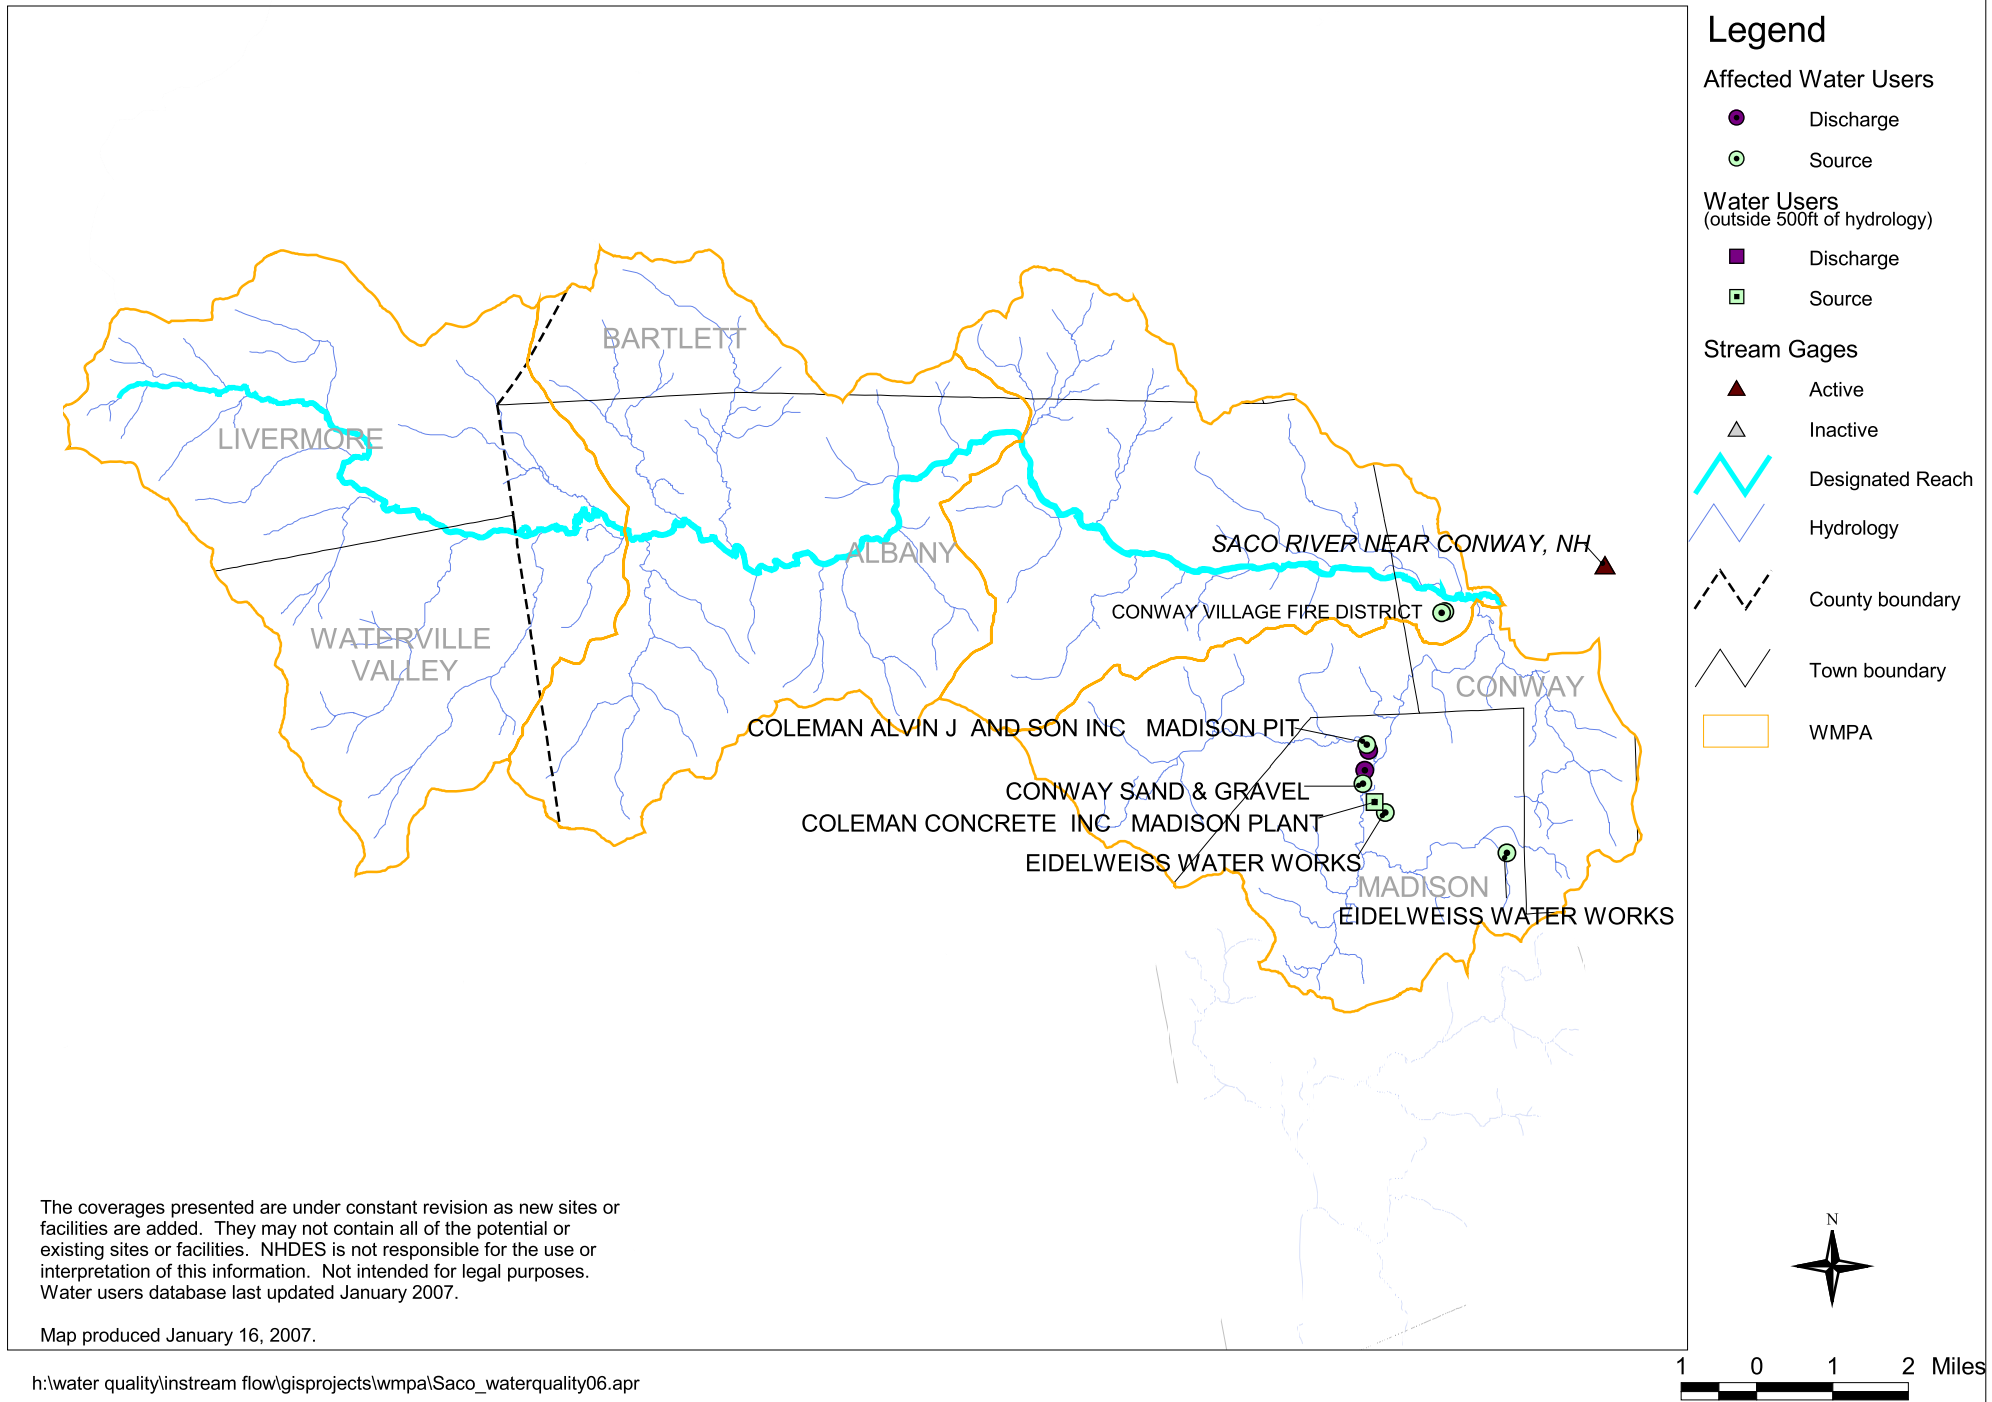 Legend
Affected Water Users
Discharge
Source
Water Users
(outside 500ft of hydrology)
Discharge
Source
Stream Gages
Active
Inactive
Designated Reach
Hydrology
County boundary
Town boundary
WMPA
BARTLETT
LIVERMORE
SACO RIVER NEAR CONWAY, NH
ALBANY
CONWAY VILLAGE FIRE DISTRICT
WATERVILLE
VALLEY
CONWAY
COLEMAN ALVIN J  AND SON INC   MADISON PIT
CONWAY SAND & GRAVEL
COLEMAN CONCRETE  INC   MADISON PLANT
EIDELWEISS WATER WORKS
MADISON
EIDELWEISS WATER WORKS
The coverages presented are under constant revision as new sites or
facilities are added.  They may not contain all of the potential or
existing sites or facilities.  NHDES is not responsible for the use or
interpretation of this information.  Not intended for legal purposes.
Water users database last updated January 2007.
Map produced January 16, 2007.
N
1 0 1 2 Miles
h:\water quality\instream flow\gisprojects\wmpa\Saco_waterquality06.apr